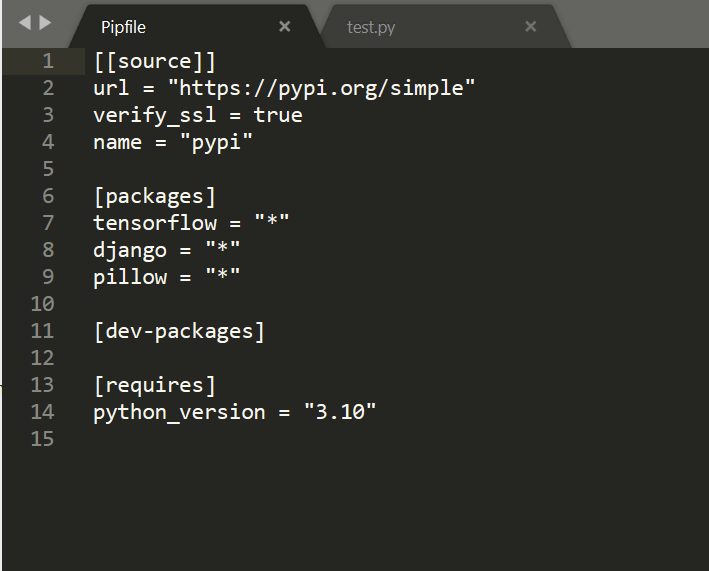 Pipfile × test.py ×
1 [[source]]
2 url = "https://pypi.org/simple"
3 verify_ssl = true
4 name = "pypi"
5
6 [packages]
7 tensorflow = "*"
8 django = "*"
9 pillow = "*"
10
11 [dev-packages]
12
13 [requires]
14 python_version = "3.10"
15